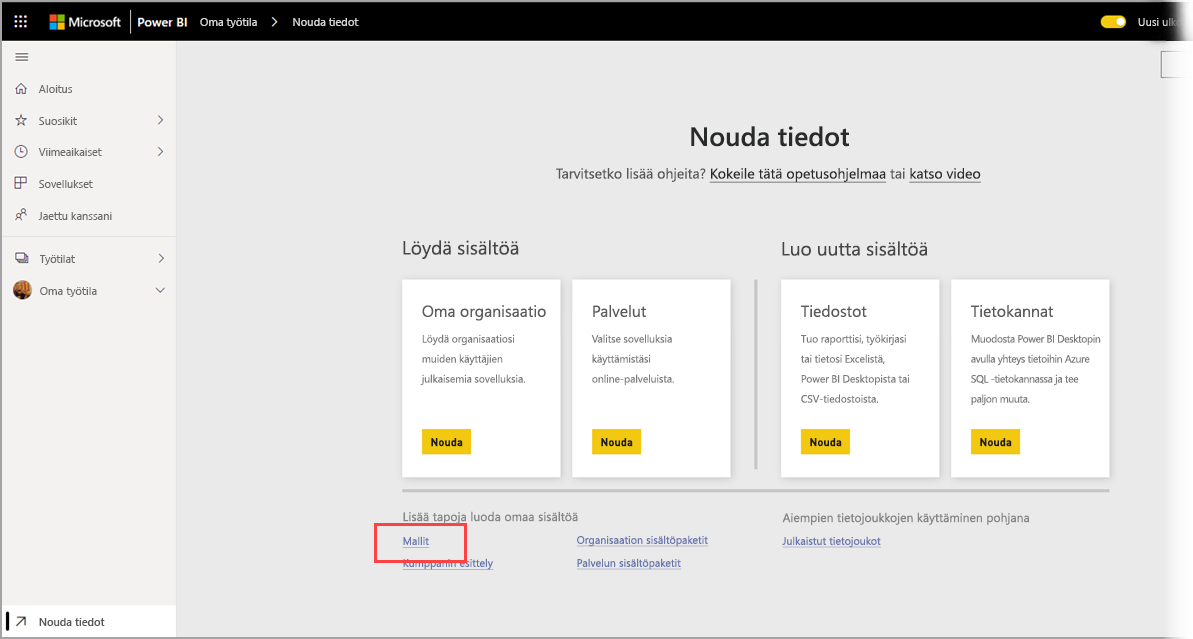 Microsoft Power BI Oma työtila > Nouda tiedot Uusi
Aloitus
Suosikit
Viimeaikaiset
Sovellukset
Jaettu kanssani
Työtilat
Oma työtila
Nouda tiedot
Nouda tiedot
Tarvitsetko lisää ohjeita? Kokeile tätä opetusohjelmaa tai katso video
Löydä sisältöä
Oma organisaatio
Löydä organisaatiosi
muiden käyttäjien
julkaisemia sovelluksia.
Nouda
Palvelut
Valitse sovelluksia
käyttämistäsi
online-palveluista.
Nouda
Luo uutta sisältöä
Tiedostot
Tuo raporttisi, työkirjasi
tai tietosi Excelistä,
Power BI Desktopista tai
CSV-tiedostoista.
Nouda
Tietokannat
Muodosta Power BI Desktopin
avulla yhteys tietoihin Azure
SQL -tietokannassa ja tee
paljon muuta.
Nouda
Lisää tapoja luoda omaa sisältöä
Mallit
Kumppanin esittely
Organisaation sisältöpaketit
Palvelun sisältöpaketit
Aiempien tietojoukkojen käyttäminen pohjana
Julkaistut tietojoukot